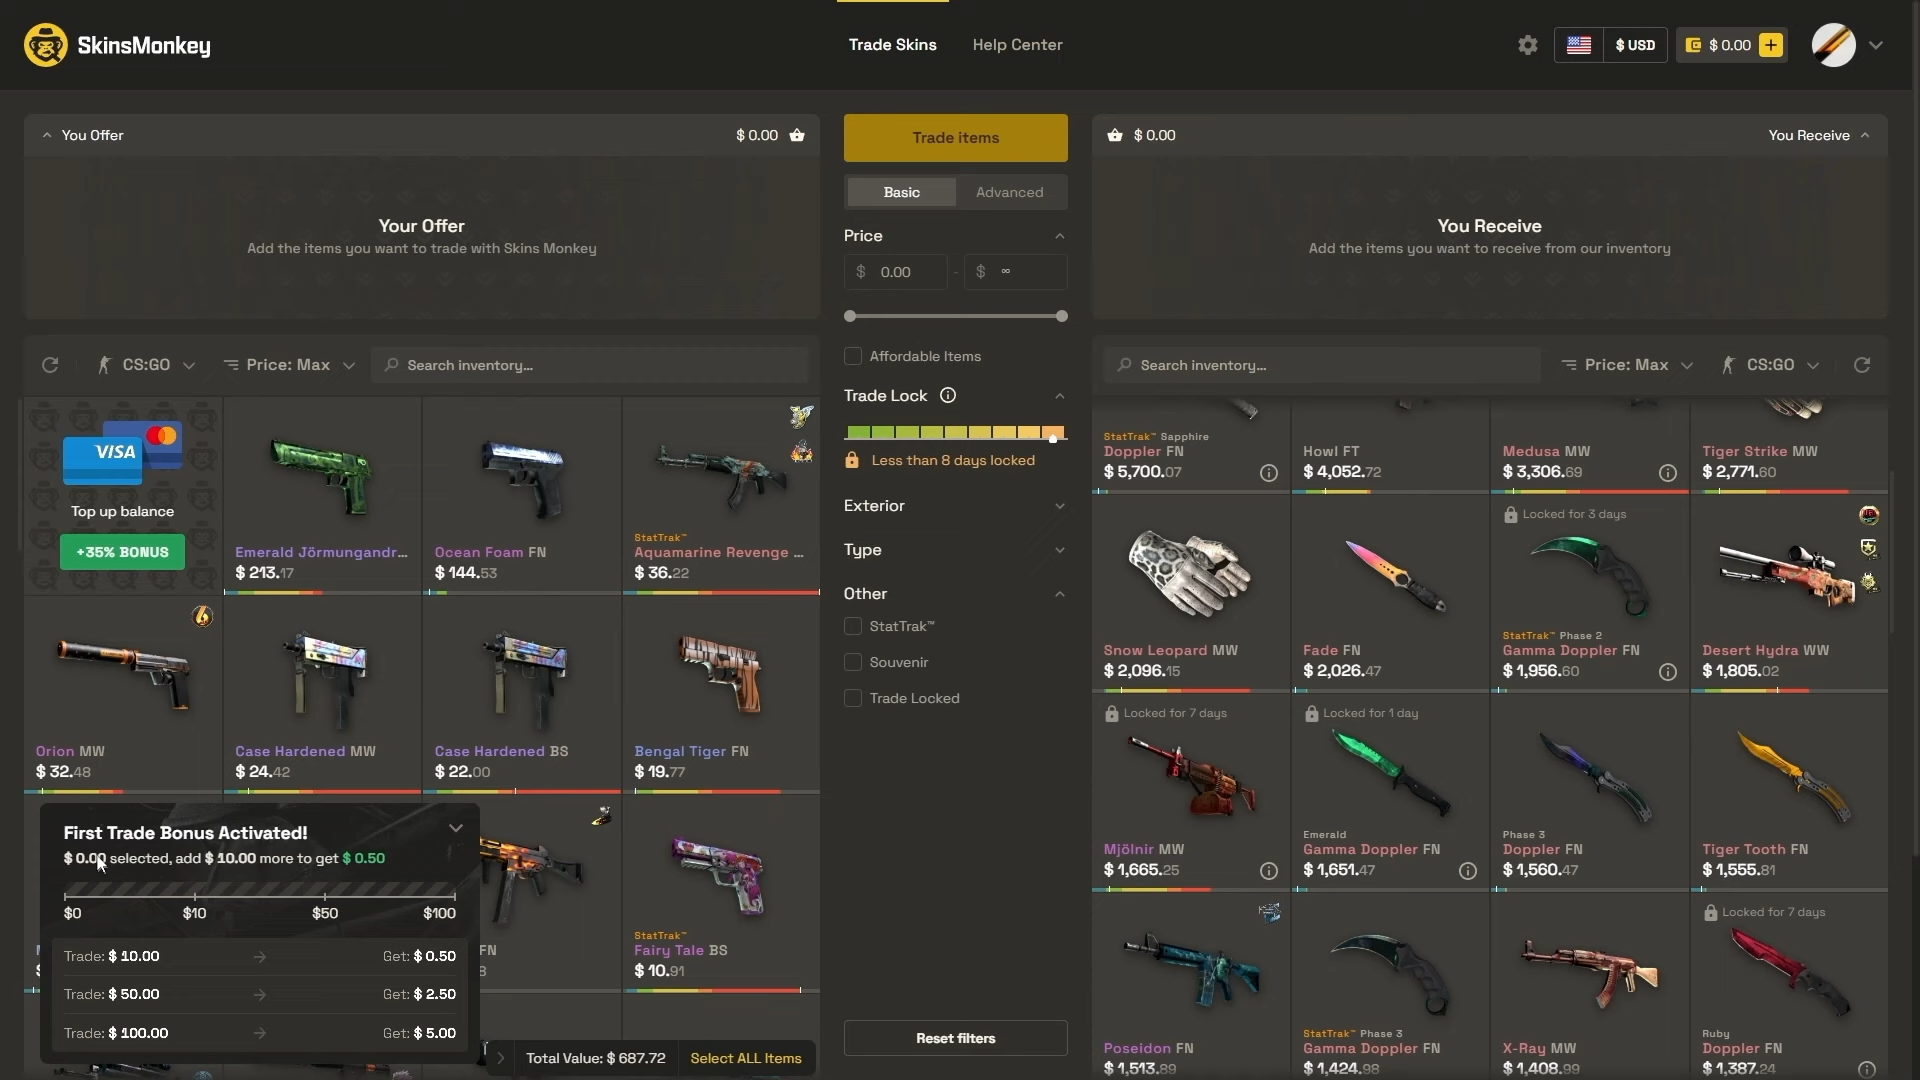 SkinsMonkey
Trade Skins
Help Center
$ USD
$ 0.00
You Offer
$ 0.00
Your Offer
Add the items you want to trade with Skins Monkey
Trade items
Basic
Advanced
Price
$ 0.00 - $ ∞
Affordable Items
Trade Lock
Less than 8 days locked
Exterior
Type
Other
StatTrak™
Souvenir
Trade Locked
Reset filters
$ 0.00
You Receive
You Receive
Add the items you want to receive from our inventory
CS:GO
Price: Max
Search inventory...
VISA
Top up balance
+35% BONUS
Emerald Jörmungandr...
$ 213.17
Ocean Foam FN
$ 144.53
StatTrak™
Aquamarine Revenge ...
$ 36.22
Orion MW
$ 32.48
Case Hardened MW
$ 24.42
Case Hardened BS
$ 22.00
Bengal Tiger FN
$ 19.77
First Trade Bonus Activated!
$ 0.00 selected, add $ 10.00 more to get $ 0.50
$0 $10 $50 $100
Trade: $ 10.00 Get: $ 0.50
Trade: $ 50.00 Get: $ 2.50
Trade: $ 100.00 Get: $ 5.00
FN
StatTrak™
Fairy Tale BS
$ 10.91
Total Value: $ 687.72
Select ALL Items
Search inventory...
Price: Max
CS:GO
StatTrak™ Sapphire
Doppler FN
$ 5,700.07
Howl FT
$ 4,052.72
Medusa MW
$ 3,306.69
Tiger Strike MW
$ 2,771.60
Snow Leopard MW
$ 2,096.15
Fade FN
$ 2,026.47
Locked for 3 days
StatTrak™ Phase 2
Gamma Doppler FN
$ 1,956.60
Desert Hydra WW
$ 1,805.02
Locked for 7 days
Mjölnir MW
$ 1,665.25
Locked for 1 day
Emerald
Gamma Doppler FN
$ 1,651.47
Phase 3
Doppler FN
$ 1,560.47
Tiger Tooth FN
$ 1,555.81
Poseidon FN
$ 1,513.89
StatTrak™ Phase 3
Gamma Doppler FN
$ 1,424.98
X-Ray MW
$ 1,408.99
Locked for 7 days
Ruby
Doppler FN
$ 1,387.24